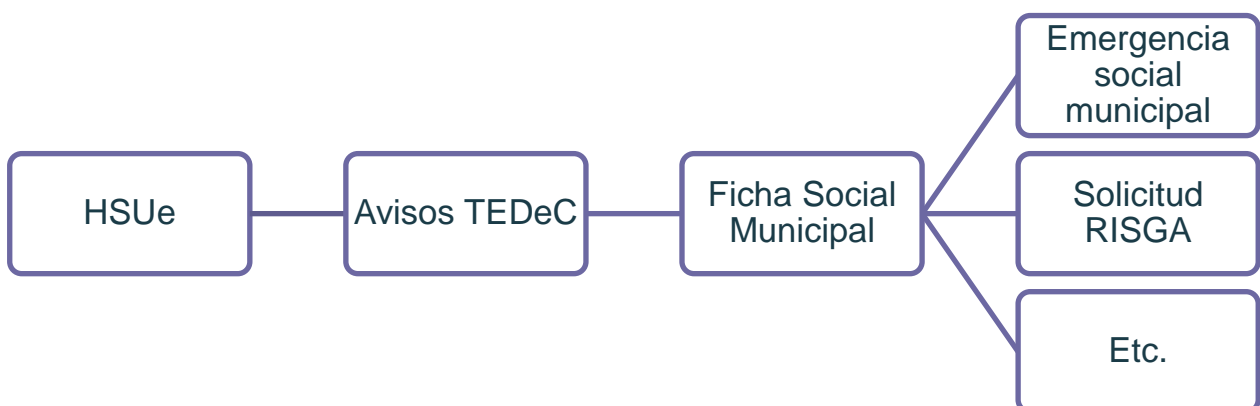 HSUe
Avisos TEDeC
Ficha Social
Municipal
Emergencia
social
municipal
Solicitud
RISGA
Etc.